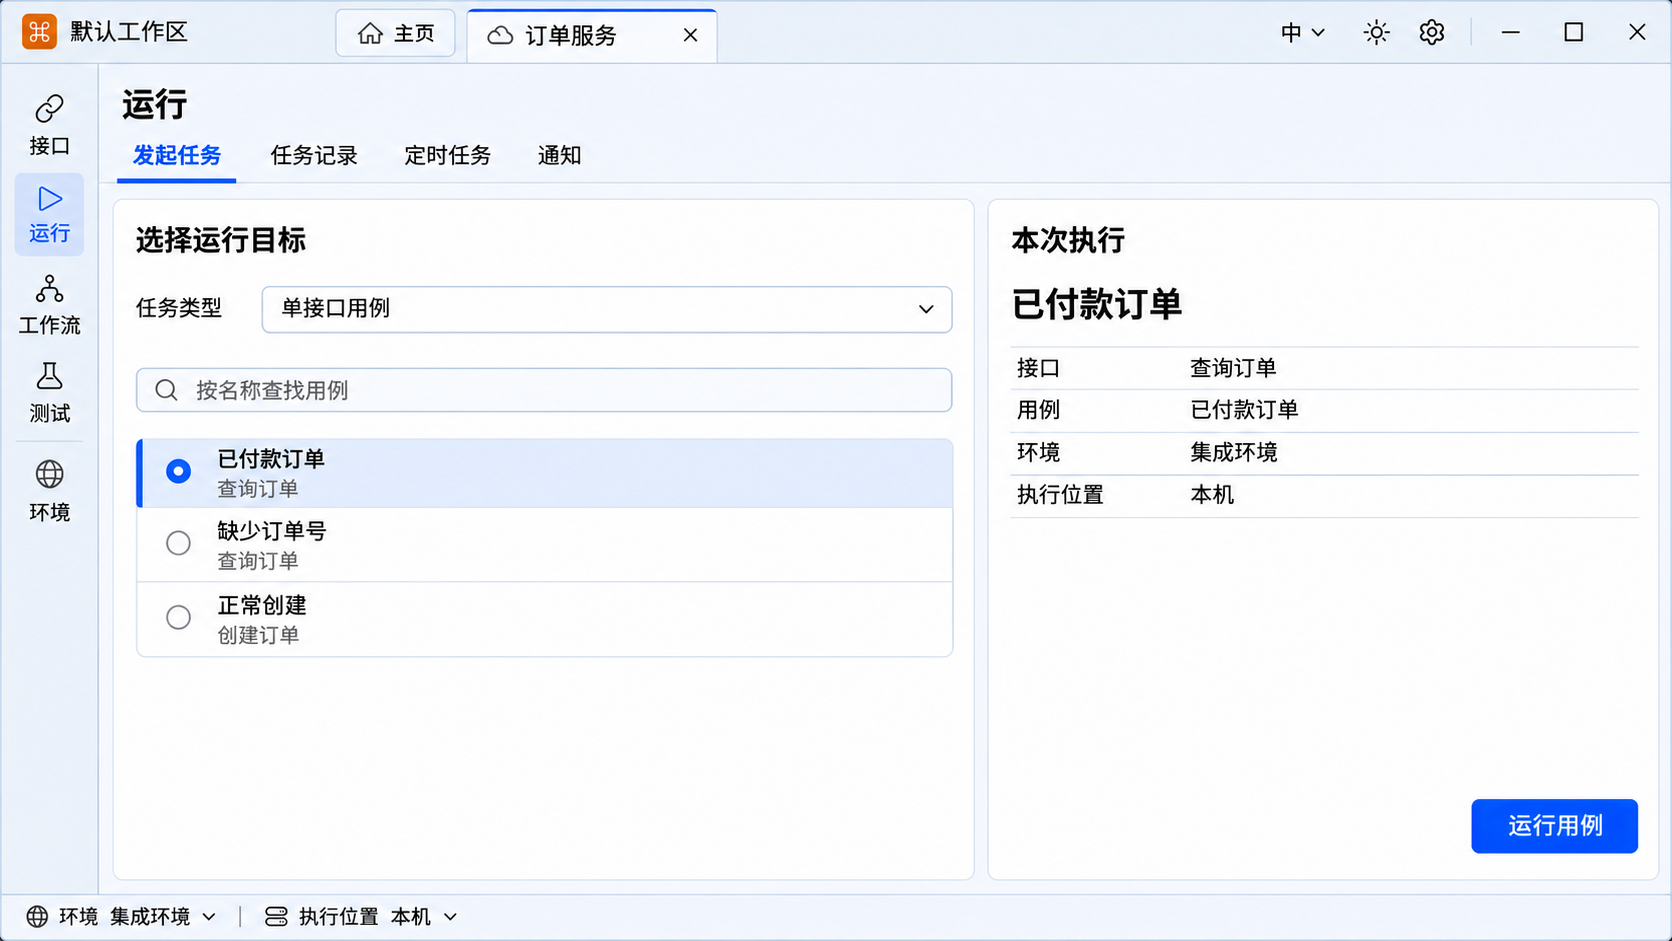 默认工作区
主页
订单服务
中
接口
运行
工作流
测试
环境
运行
发起任务 任务记录 定时任务 通知
选择运行目标
任务类型 单接口用例
按名称查找用例
已付款订单
查询订单
缺少订单号
查询订单
正常创建
创建订单
本次执行
已付款订单
接口 查询订单
用例 已付款订单
环境 集成环境
执行位置 本机
运行用例
环境 集成环境 | 执行位置 本机